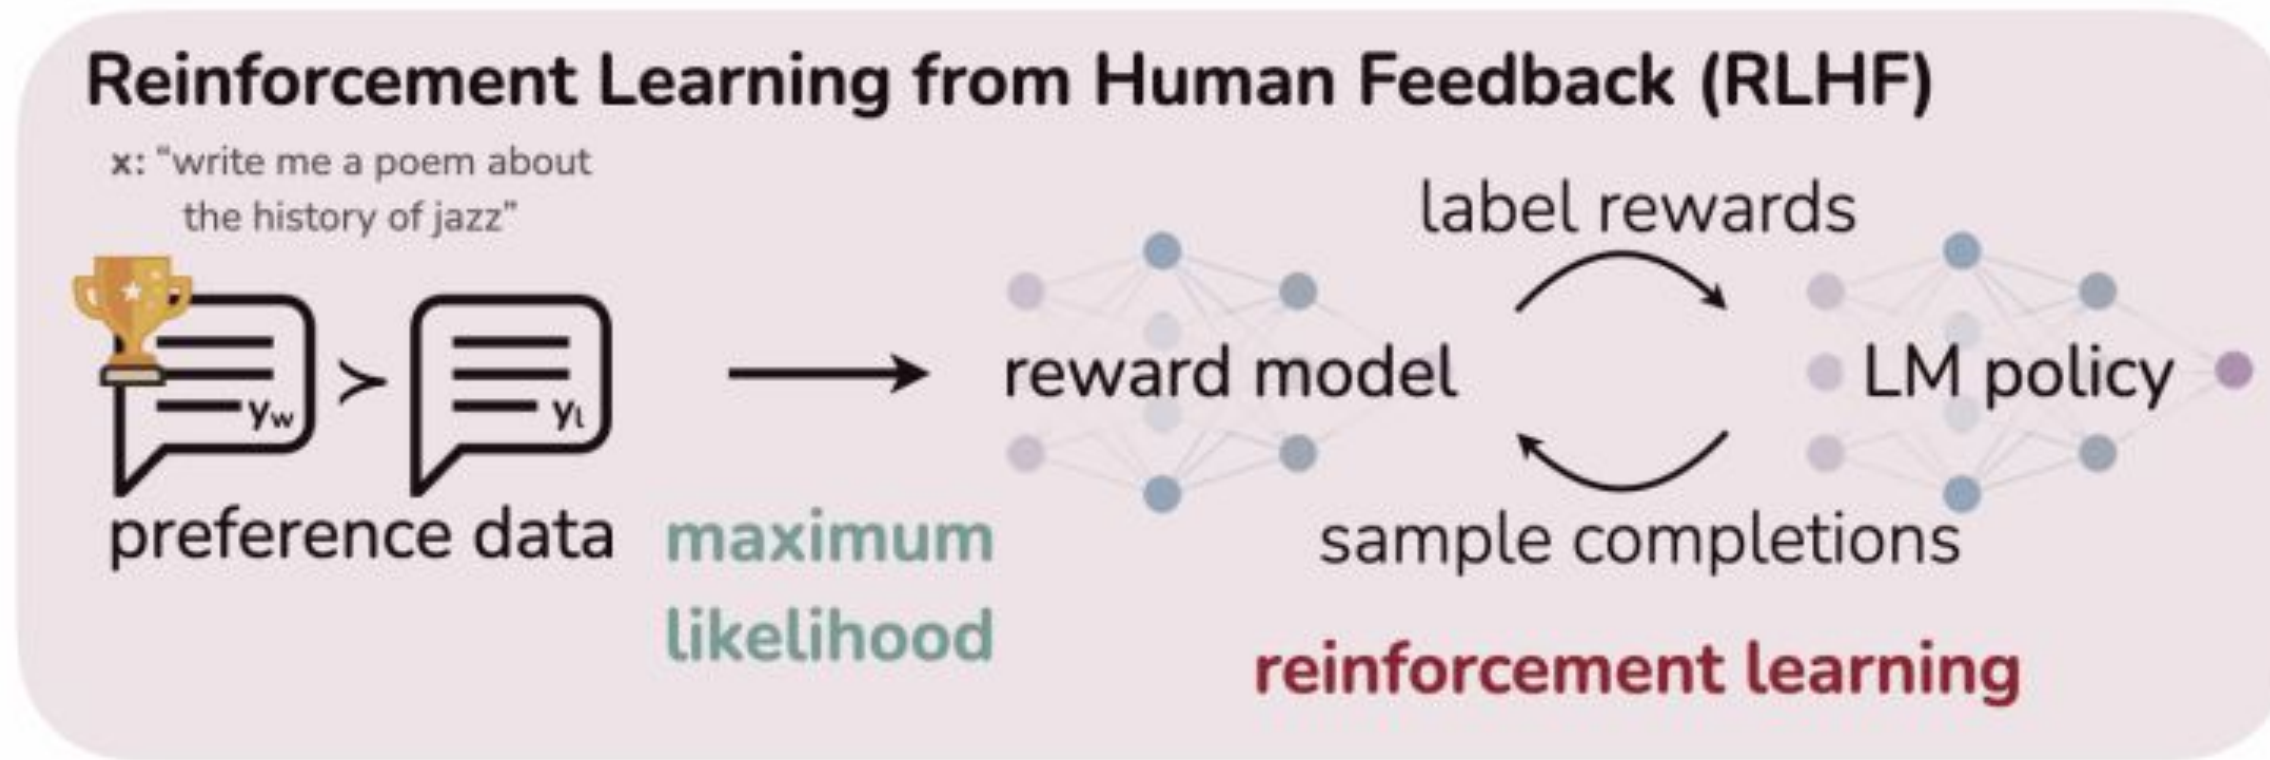 Reinforcement Learning from Human Feedback (RLHF)
x: “write me a poem about
the history of jazz”
label rewards
yw
≻
yl
reward model
LM policy
preference data
maximum
likelihood
sample completions
reinforcement learning